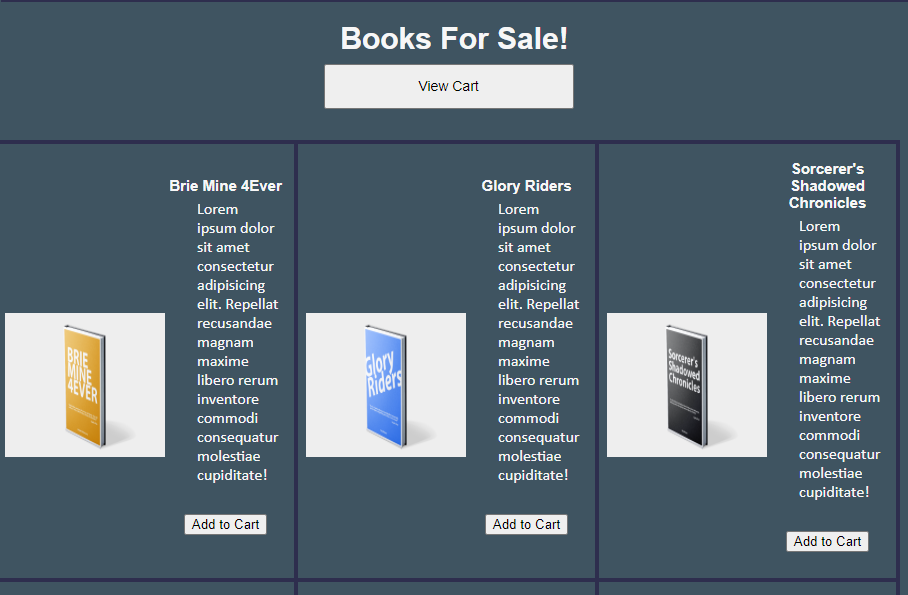 Books For Sale!
View Cart
Brie Mine 4Ever
Lorem
ipsum dolor
sit amet
consectetur
adipisicing
elit. Repellat
recusandae
magnam
maxime
libero rerum
inventore
commodi
consequatur
molestiae
cupiditate!
Add to Cart
BRIE
MINE
4EVER
Glory Riders
Lorem
ipsum dolor
sit amet
consectetur
adipisicing
elit. Repellat
recusandae
magnam
maxime
libero rerum
inventore
commodi
consequatur
molestiae
cupiditate!
Add to Cart
Glory
Riders
Sorcerer's
Shadowed
Chronicles
Lorem
ipsum dolor
sit amet
consectetur
adipisicing
elit. Repellat
recusandae
magnam
maxime
libero rerum
inventore
commodi
consequatur
molestiae
cupiditate!
Add to Cart
Sorcerer's
Shadowed
Chronicles